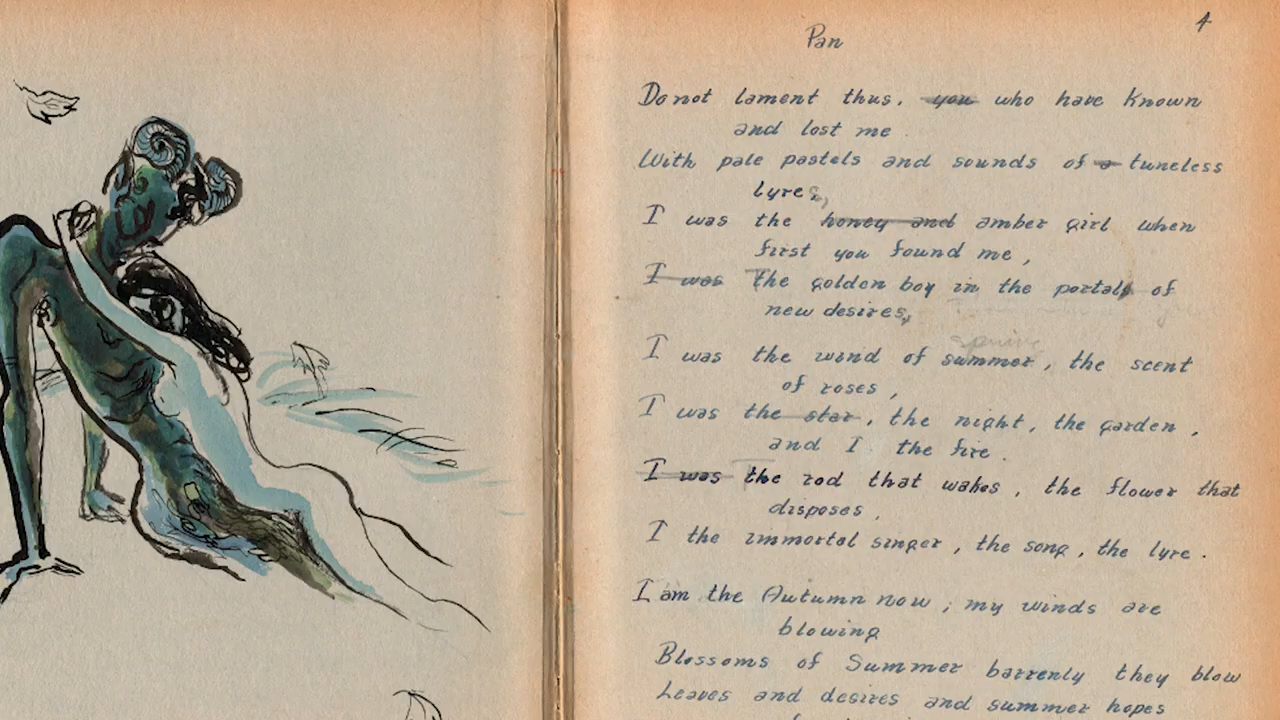 4
Pan
Do not lament thus, you who have known
and lost me
With pale pastels and sounds of a tuneless
lyres,
I was the honey and amber girl when
first you found me,
I was The golden boy in the portals of
new desires,
spring
I was the wind of summer, the scent
of roses,
I was the star, the night, the garden,
and I the fire.
I was the rod that wakes, the flower that
disposes,
I the immortal singer, the song, the lyre.
I am the Autumn now, my winds are
blowing
Blossoms of Summer barrenly they blow
Leaves and desires and summer hopes